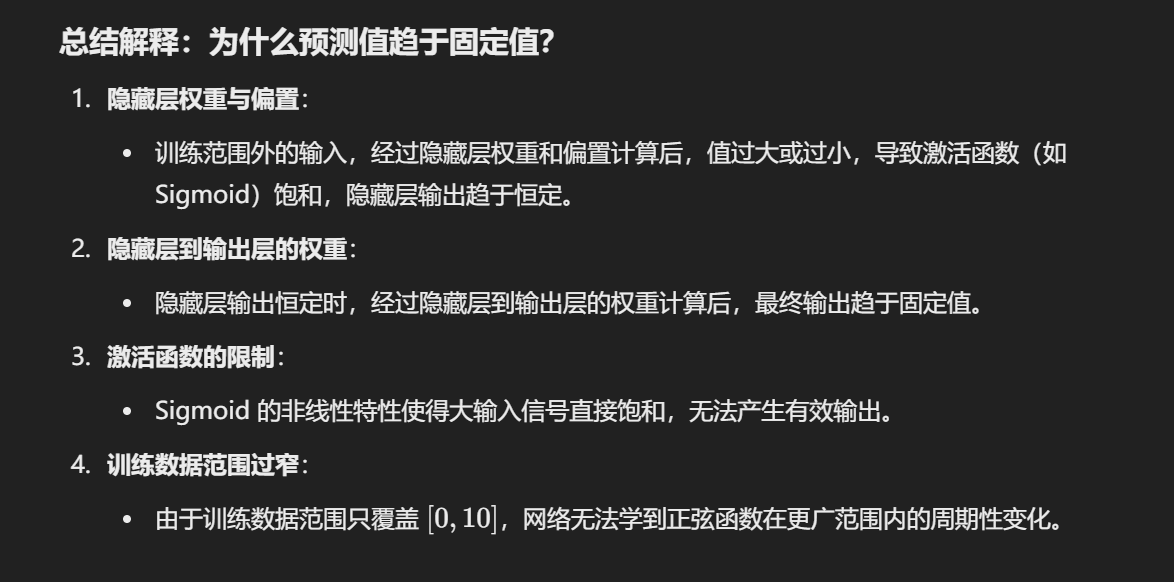 总结解释：为什么预测值趋于固定值？
1. 隐藏层权重与偏置：
• 训练范围外的输入，经过隐藏层权重和偏置计算后，值过大或过小，导致激活函数（如
Sigmoid）饱和，隐藏层输出趋于恒定。
2. 隐藏层到输出层的权重：
• 隐藏层输出恒定时，经过隐藏层到输出层的权重计算后，最终输出趋于固定值。
3. 激活函数的限制：
• Sigmoid 的非线性特性使得大输入信号直接饱和，无法产生有效输出。
4. 训练数据范围过窄：
• 由于训练数据范围只覆盖 [0, 10]，网络无法学到正弦函数在更广范围内的周期性变化。